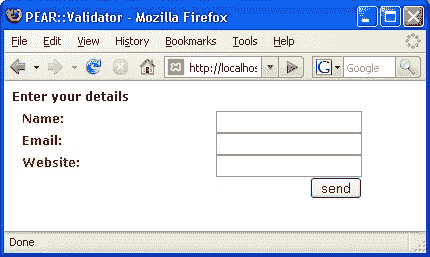 PEAR::Validator - Mozilla Firefox
File Edit View History Bookmarks Tools Help
http://localhos G Google
Enter your details
Name:
Email:
Website:
send
Done